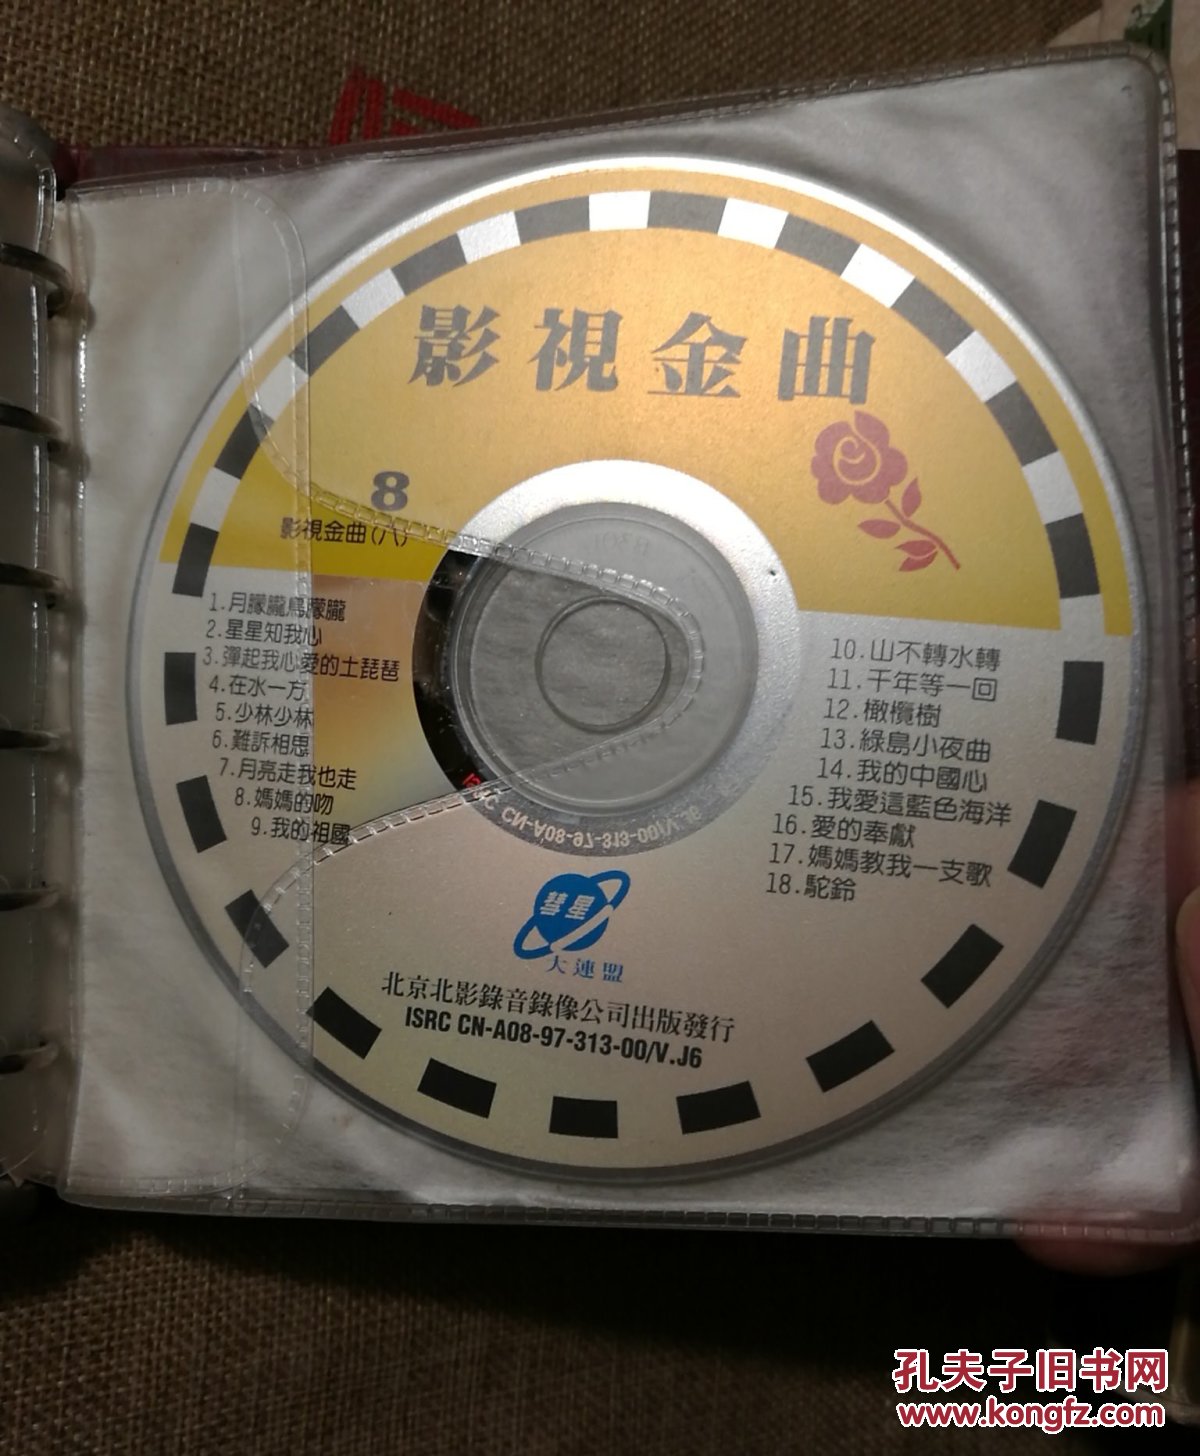 影視金曲
8
影視金曲(八)
1.月朦朧鳥朦朧
2.星星知我心
3.彈起我心愛的土琵琶
4.在水一方
5.少林少林
6.難訴相思
7.月亮走我也走
8.媽媽的吻
9.我的祖國
10.山不轉水轉
11.千年等一回
12.橄欖樹
13.綠島小夜曲
14.我的中國心
15.我愛這藍色海洋
16.愛的奉獻
17.媽媽教我一支歌
18.駝鈴
彗星
大連盟
北京北影錄音錄像公司出版發行
ISRC CN-A08-97-313-00/V.J6
ISRC CN-A08-97-313-00/V.J6
孔夫子旧书网
www.kongfz.com